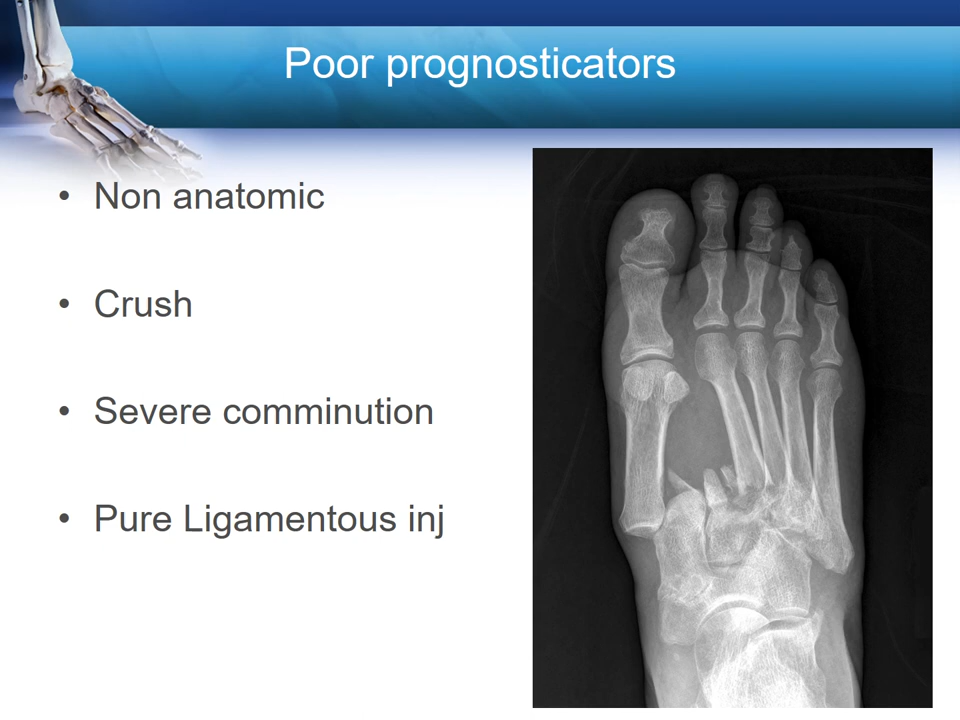 Poor prognosticators
• Non anatomic
• Crush
• Severe comminution
• Pure Ligamentous inj